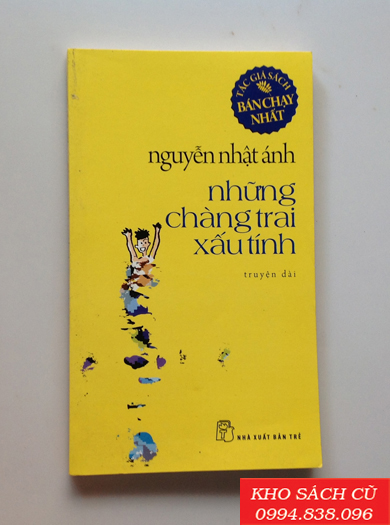 TÁC GIẢ SÁCH
BÁN CHẠY
NHẤT
nguyễn nhật ánh
những
chàng trai
xấu tính
truyện dài
NHÀ XUẤT BẢN TRẺ
KHO SÁCH CŨ
0994.838.096